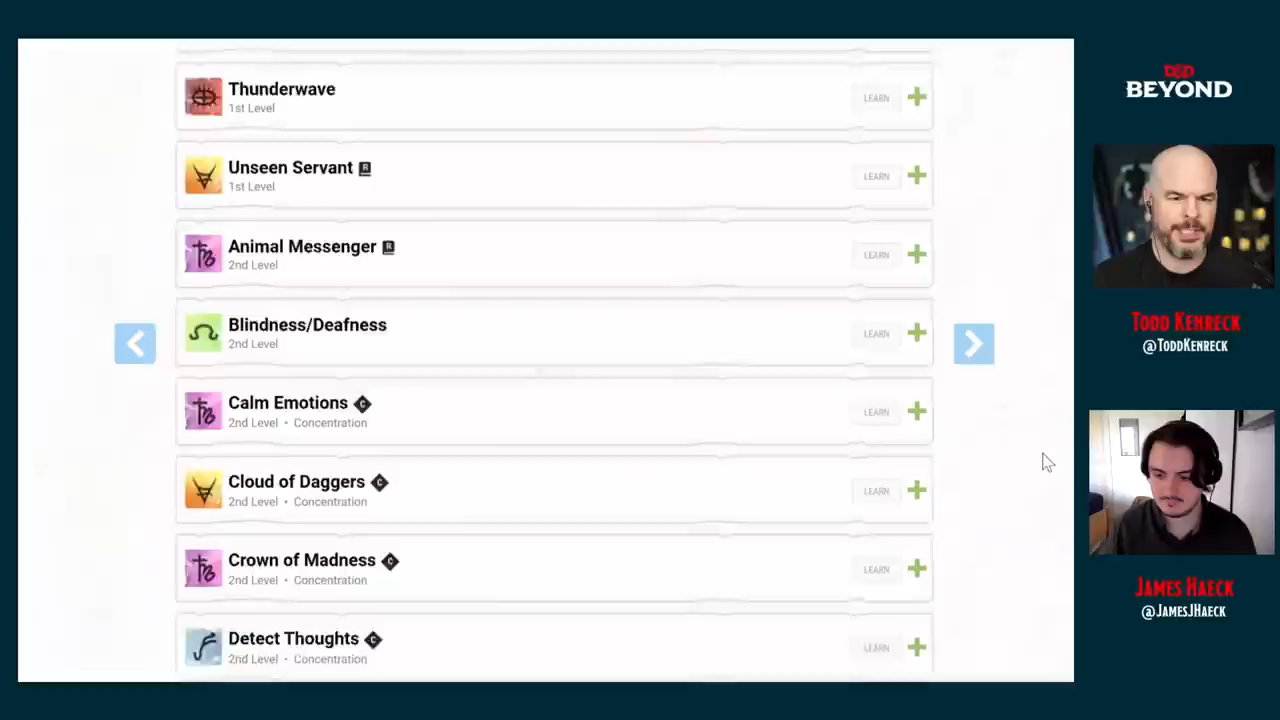 Thunderwave
1st Level
LEARN
Unseen Servant R
1st Level
LEARN
Animal Messenger R
2nd Level
LEARN
Blindness/Deafness
2nd Level
LEARN
Calm Emotions C
2nd Level • Concentration
LEARN
Cloud of Daggers C
2nd Level • Concentration
LEARN
Crown of Madness C
2nd Level • Concentration
LEARN
Detect Thoughts C
2nd Level • Concentration
LEARN
D&D
BEYOND
TODD KENRECK
@ToddKenreck
JAMES HAECK
@JamesJHaeck